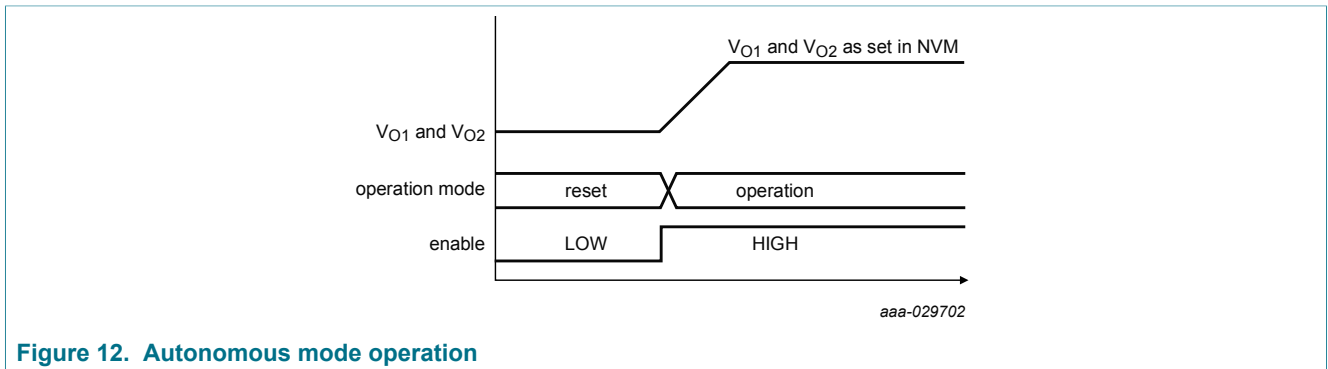 V_O1 and V_O2 as set in NVM
V_O1 and V_O2
operation mode
reset
operation
enable
LOW
HIGH
aaa-029702
Figure 12. Autonomous mode operation